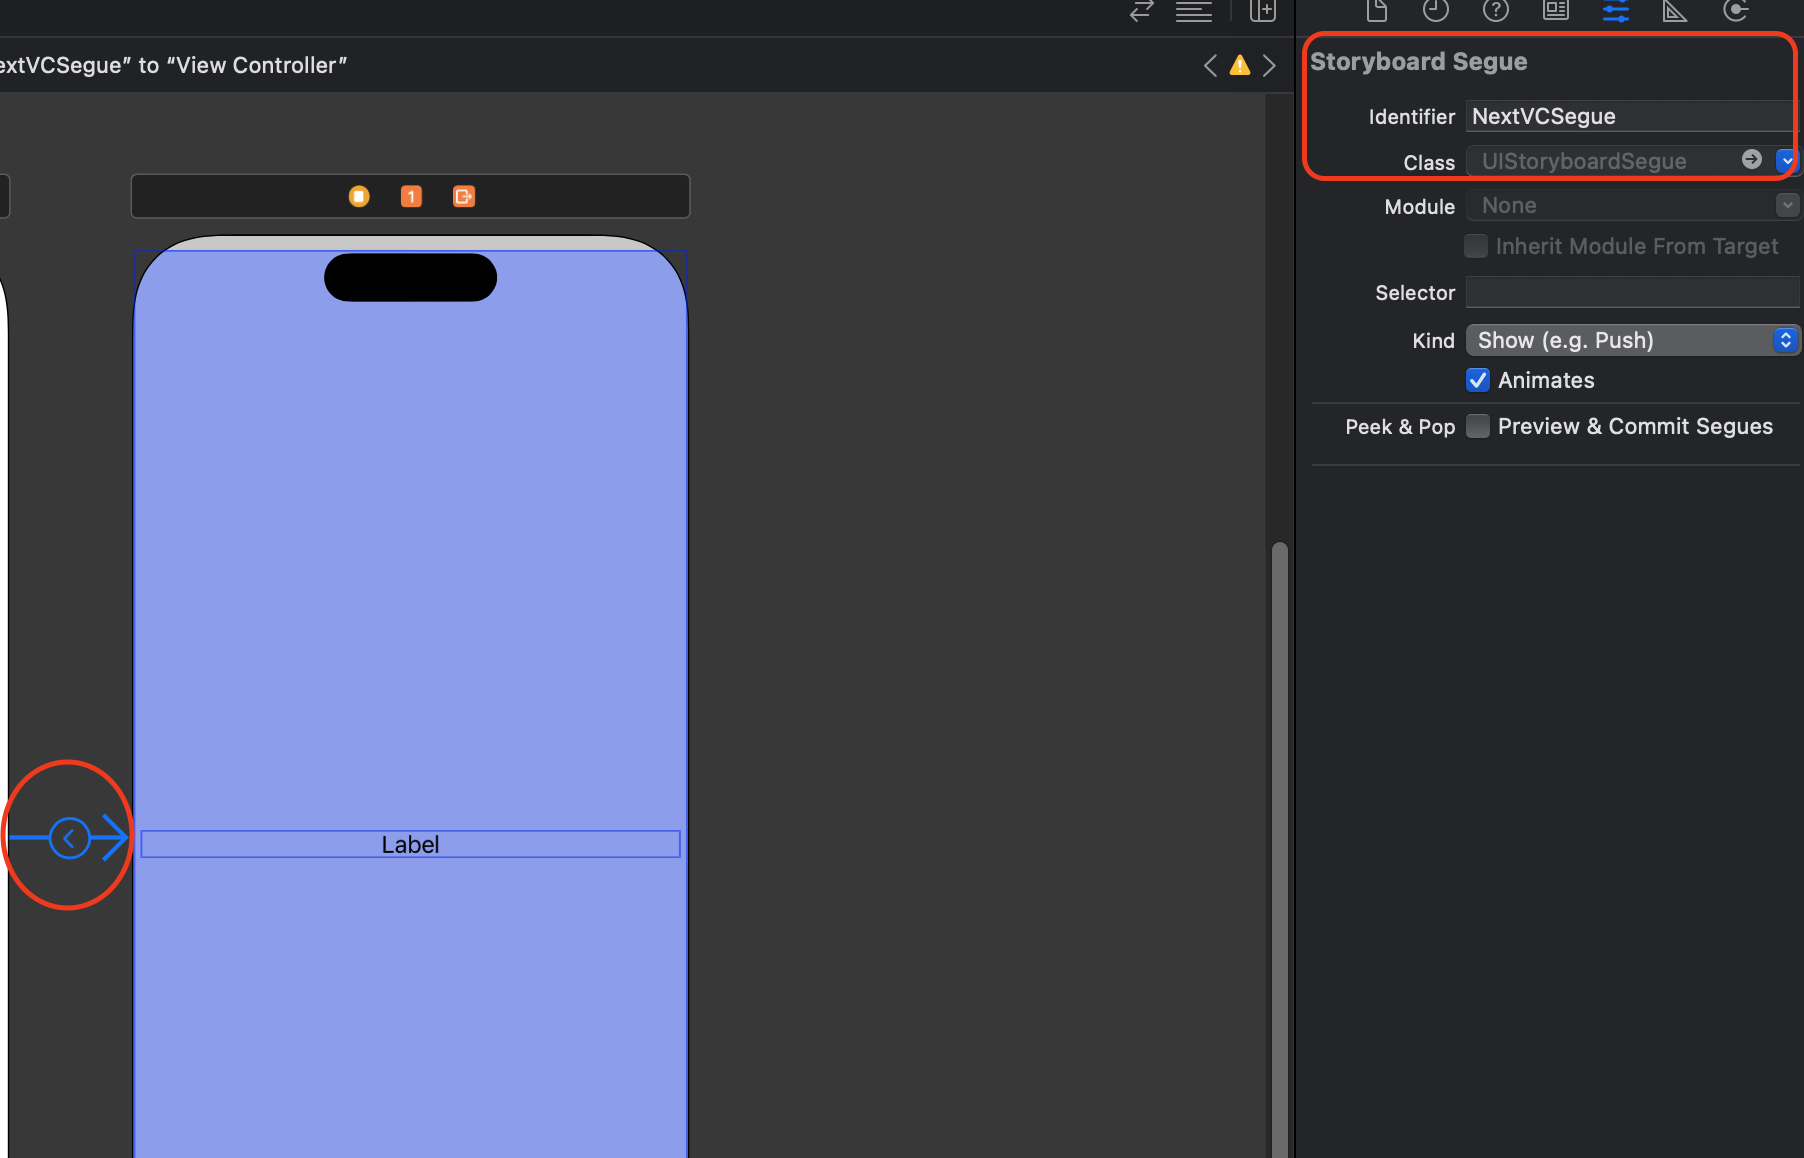 extVCSegue” to “View Controller”
Storyboard Segue
Identifier NextVCSegue
Class UIStoryboardSegue
Module None
Inherit Module From Target
Selector
Kind Show (e.g. Push)
Animates
Peek & Pop Preview & Commit Segues
1
Label